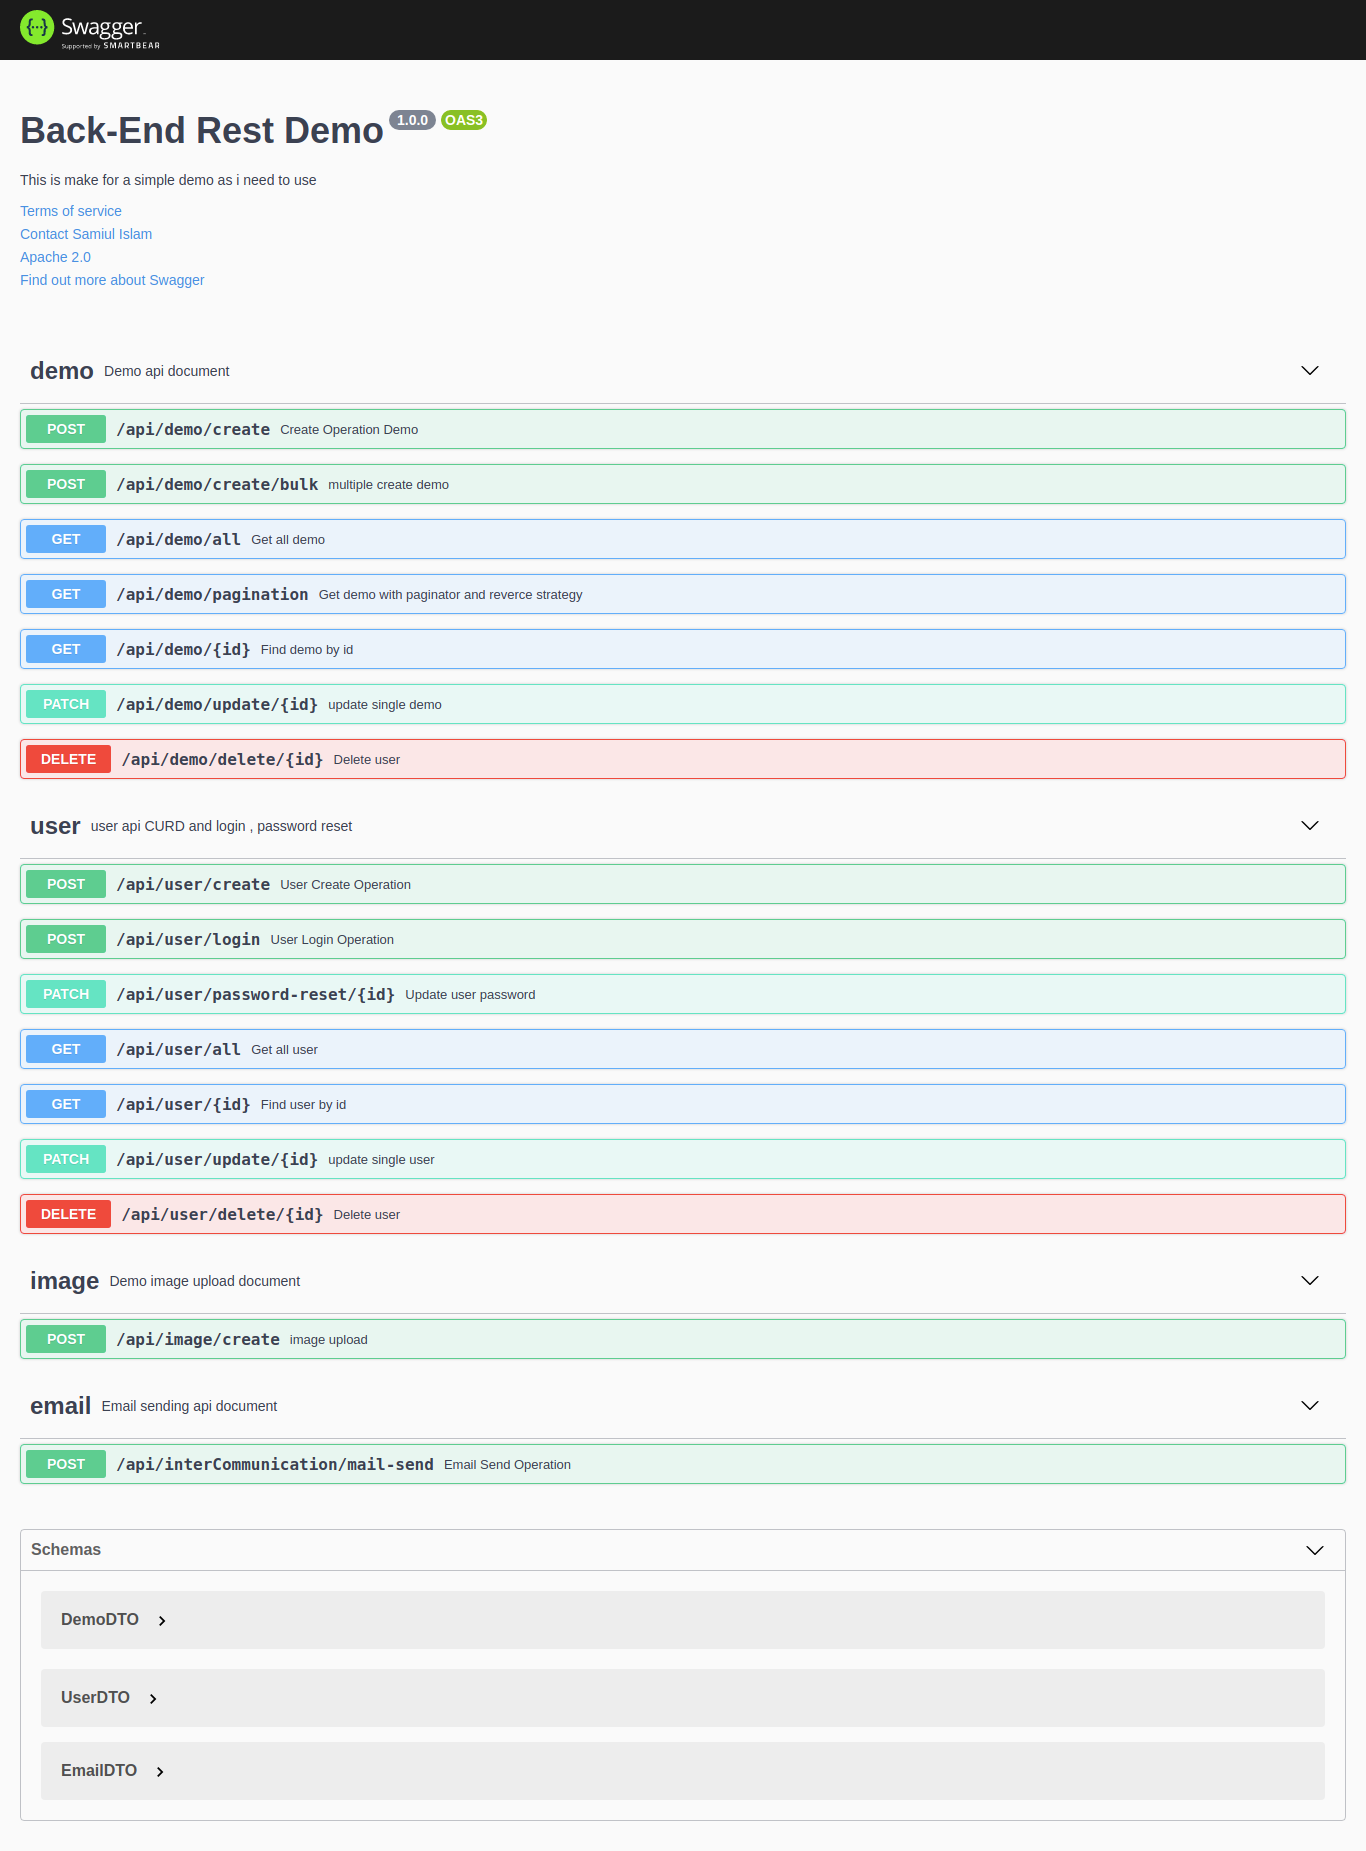 Swagger
Supported by SMARTBEAR
Back-End Rest Demo 1.0.0 OAS3
This is make for a simple demo as i need to use
Terms of service
Contact Samiul Islam
Apache 2.0
Find out more about Swagger
demo Demo api document
POST /api/demo/create Create Operation Demo
POST /api/demo/create/bulk multiple create demo
GET /api/demo/all Get all demo
GET /api/demo/pagination Get demo with paginator and reverce strategy
GET /api/demo/{id} Find demo by id
PATCH /api/demo/update/{id} update single demo
DELETE /api/demo/delete/{id} Delete user
user user api CURD and login , password reset
POST /api/user/create User Create Operation
POST /api/user/login User Login Operation
PATCH /api/user/password-reset/{id} Update user password
GET /api/user/all Get all user
GET /api/user/{id} Find user by id
PATCH /api/user/update/{id} update single user
DELETE /api/user/delete/{id} Delete user
image Demo image upload document
POST /api/image/create image upload
email Email sending api document
POST /api/interCommunication/mail-send Email Send Operation
Schemas
DemoDTO
UserDTO
EmailDTO